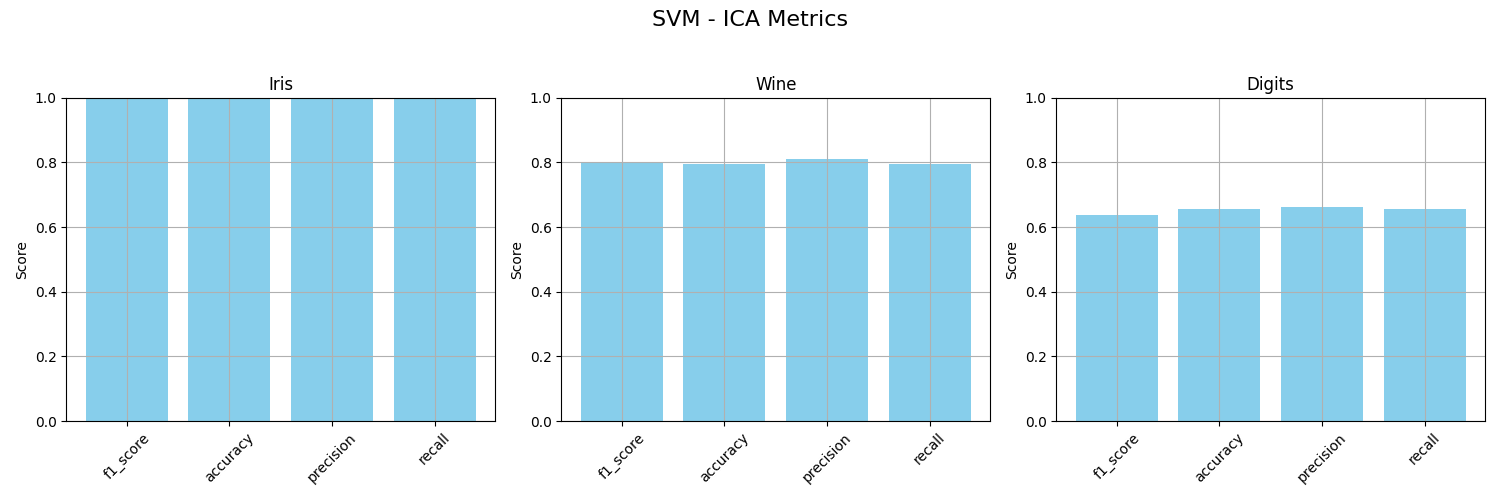 SVM - ICA Metrics
Iris
Score
1.0
0.8
0.6
0.4
0.2
0.0
f1_score
accuracy
precision
recall
Wine
Score
1.0
0.8
0.6
0.4
0.2
0.0
f1_score
accuracy
precision
recall
Digits
Score
1.0
0.8
0.6
0.4
0.2
0.0
f1_score
accuracy
precision
recall